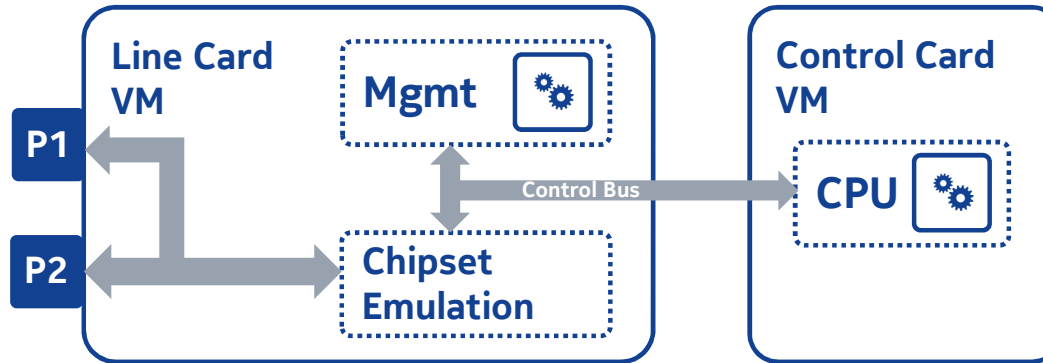 Line Card
VM
Mgmt
P1
P2
Chipset
Emulation
Control Bus
Control Card
VM
CPU